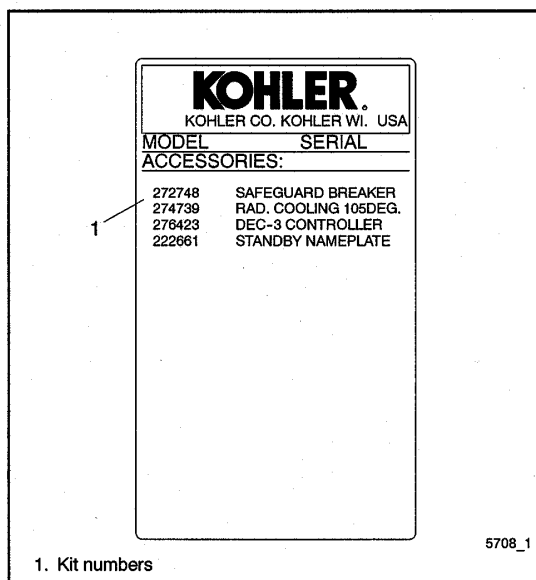 KOHLER®
KOHLER CO. KOHLER WI. USA
MODEL SERIAL
ACCESSORIES:
272748 SAFEGUARD BREAKER
274739 RAD. COOLING 105DEG.
276423 DEC-3 CONTROLLER
222661 STANDBY NAMEPLATE
1
5708_1
1. Kit numbers